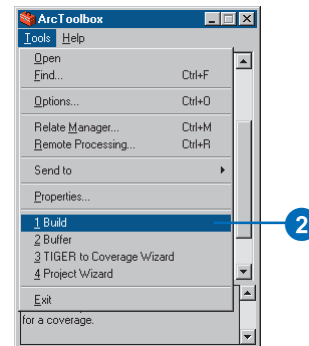 ArcToolbox
Tools Help
Open
Find... Ctrl+F
Options... Ctrl+O
Relate Manager... Ctrl+M
Remote Processing... Ctrl+R
Send to
Properties...
1 Build
2 Buffer
3 TIGER to Coverage Wizard
4 Project Wizard
Exit
for a coverage.
2